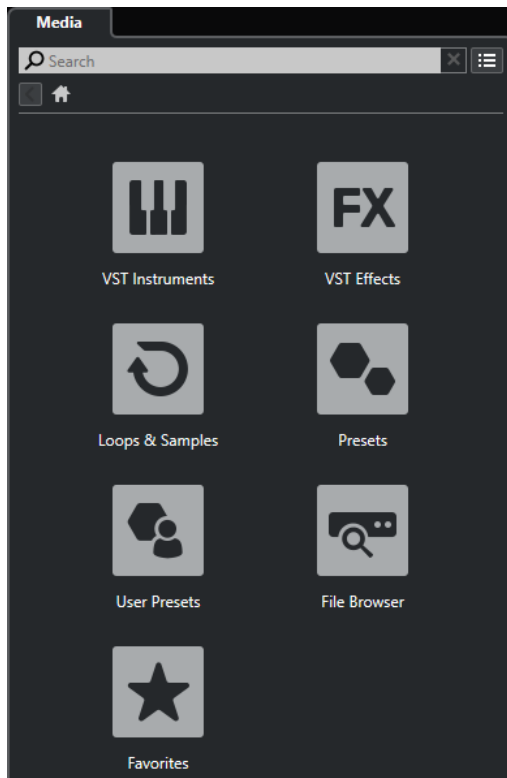 Media
Search
VST Instruments
FX
VST Effects
Loops & Samples
Presets
User Presets
File Browser
Favorites